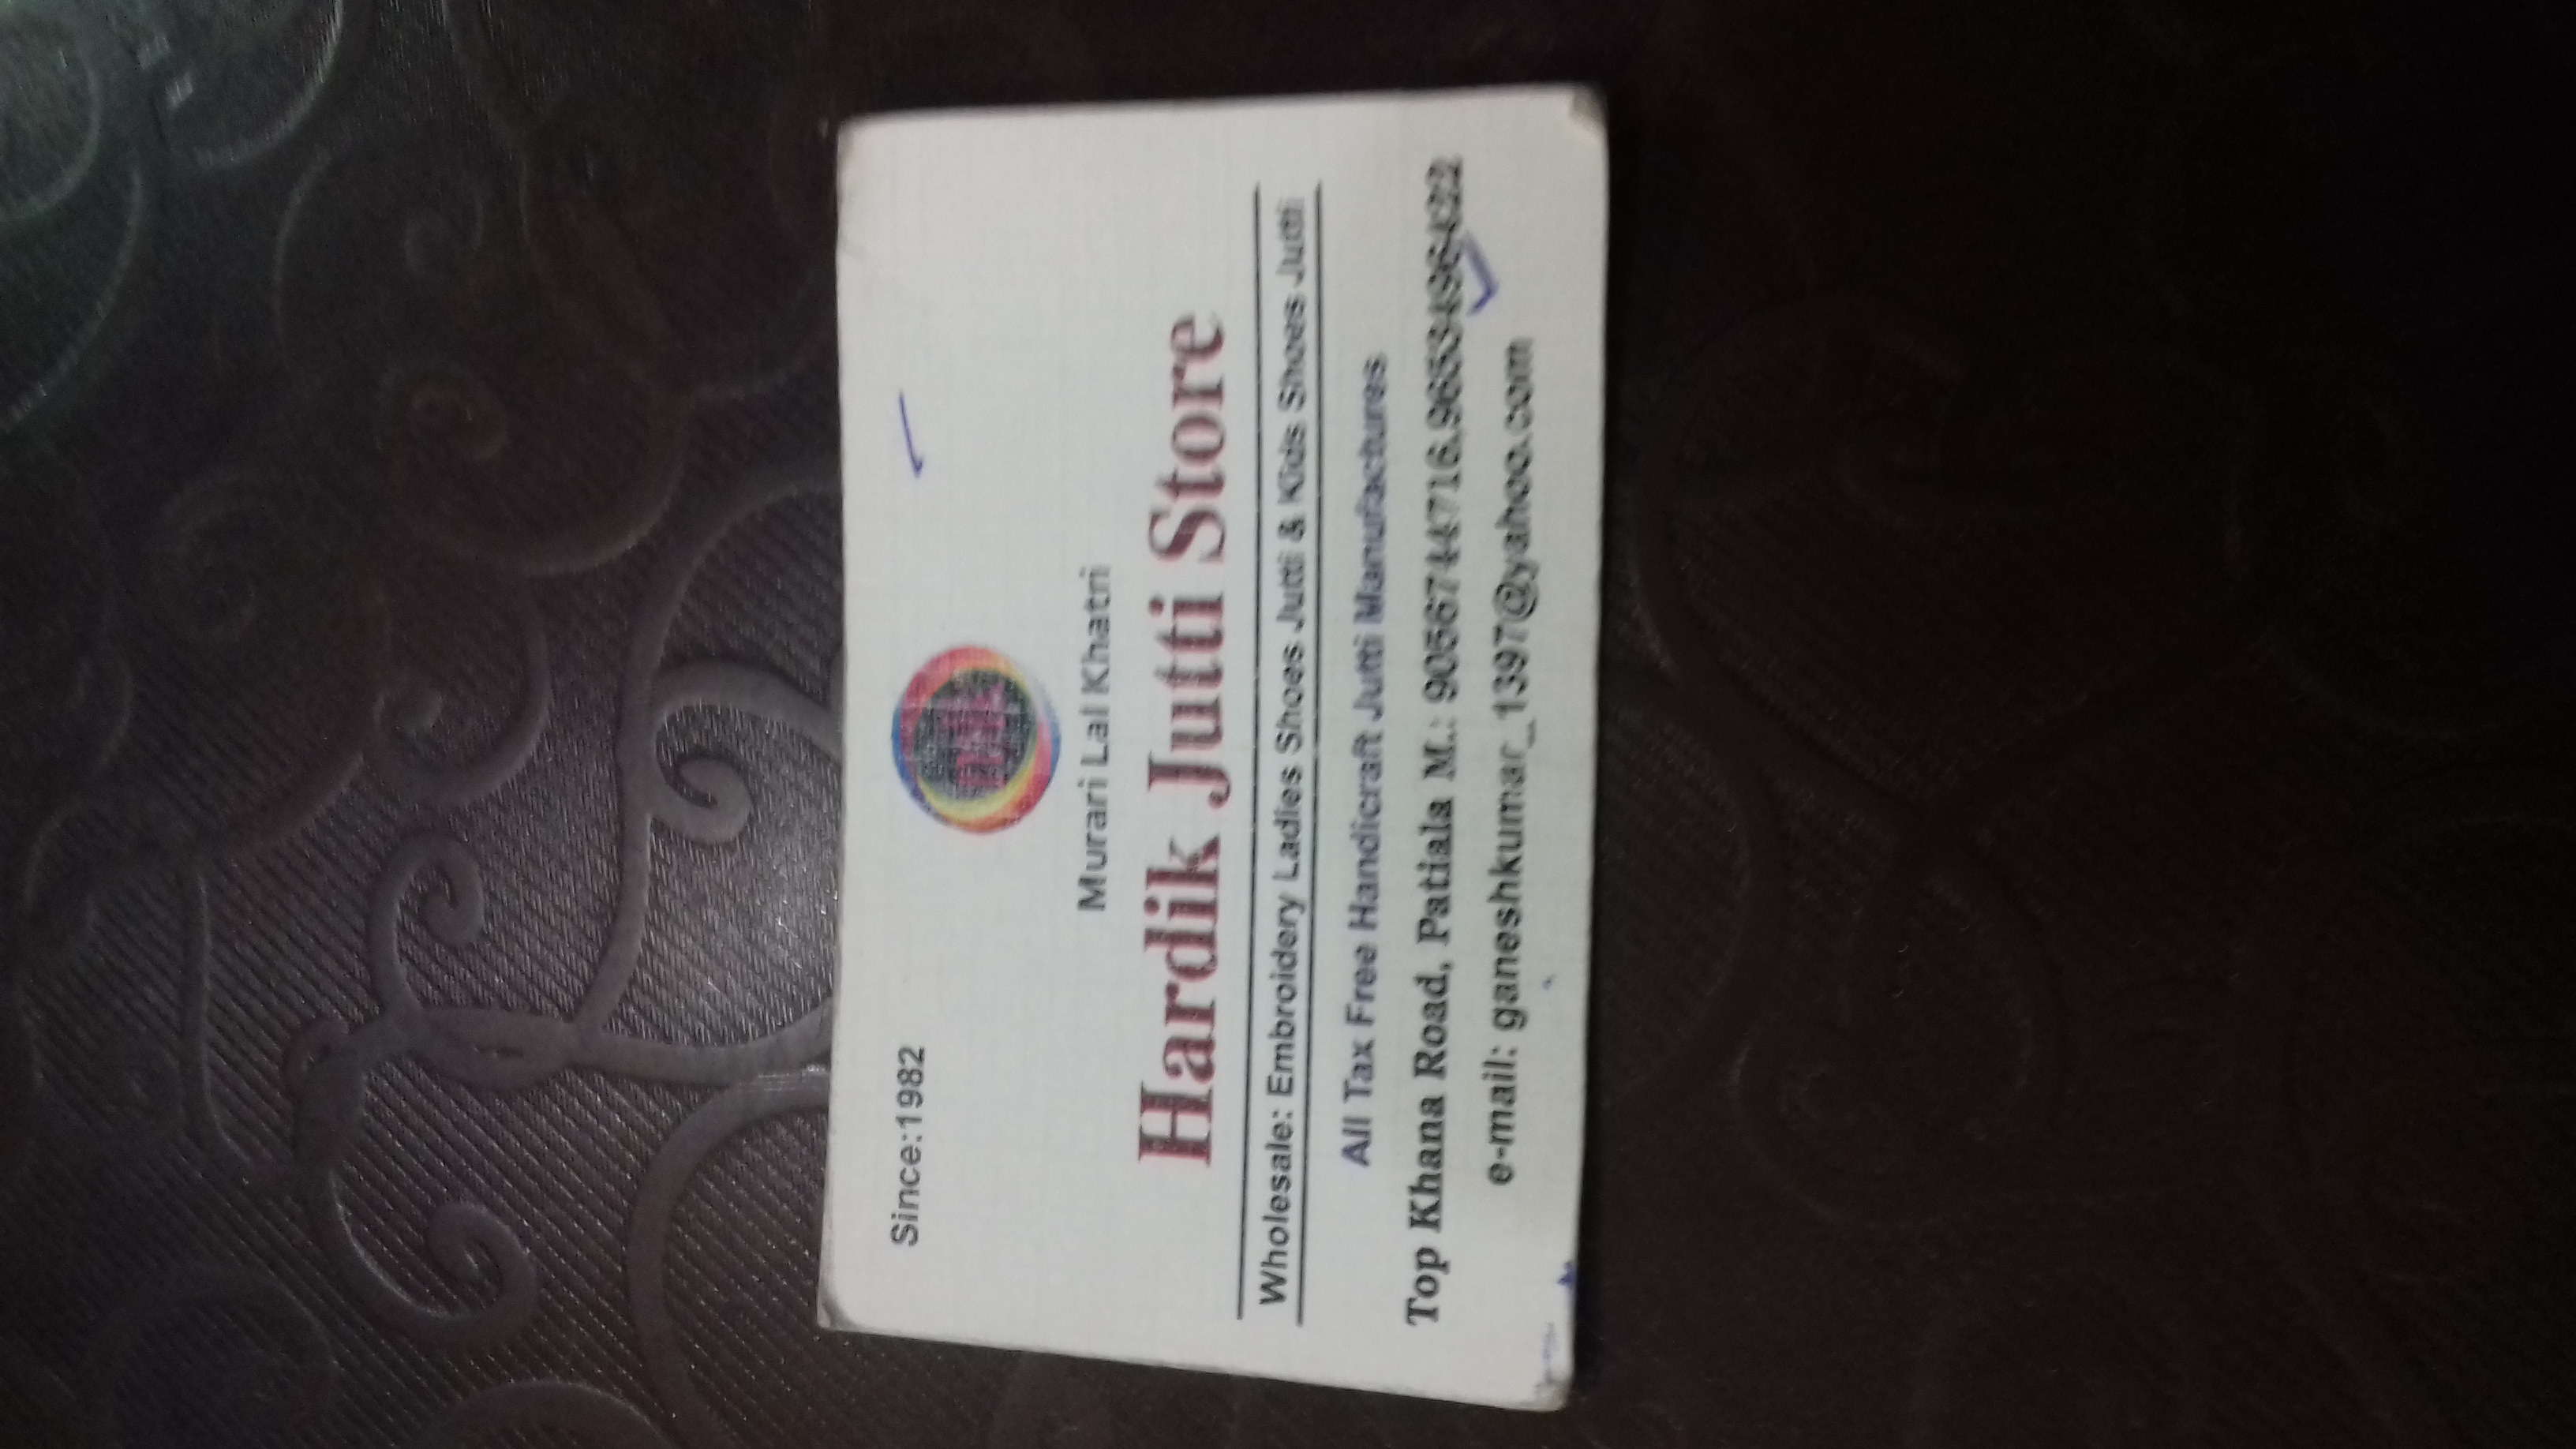 Since:1982
Murari Lal Khatri
Hardik Jutti Store
Wholesale: Embroidery Ladies Shoes Jutti & Kids Shoes Jutti
All Tax Free Handicraft Jutti Manufactures
Top Khana Road, Patiala M.:
e-mail: ganeshkumar_1397@yahoo.com